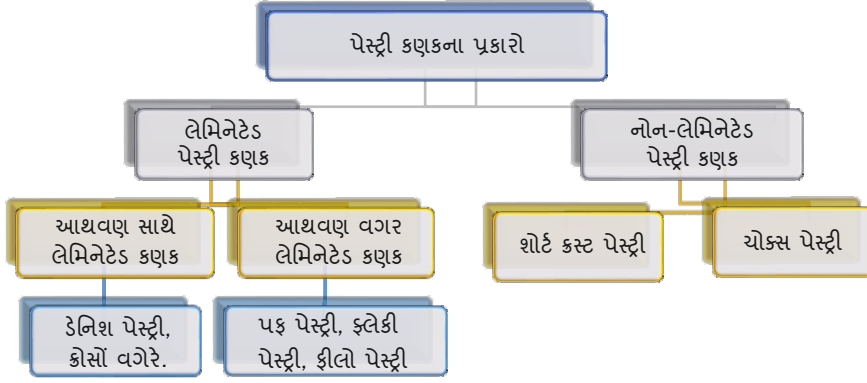 પેસ્ટ્રી કણકના પ્રકારો
લેમિનેટેડ
પેસ્ટ્રી કણક
નોન-લેમિનેટેડ
પેસ્ટ્રી કણક
આથવણ સાથે
લેમિનેટેડ કણક
આથવણ વગર
લેમિનેટેડ કણક
શોર્ટ ક્રસ્ટ પેસ્ટ્રી
ચોક્સ પેસ્ટ્રી
ડેનિશ પેસ્ટ્રી,
ક્રોસોં વગેરે.
પફ પેસ્ટ્રી, ફ્લેકી
પેસ્ટ્રી, ફીલો પેસ્ટ્રી